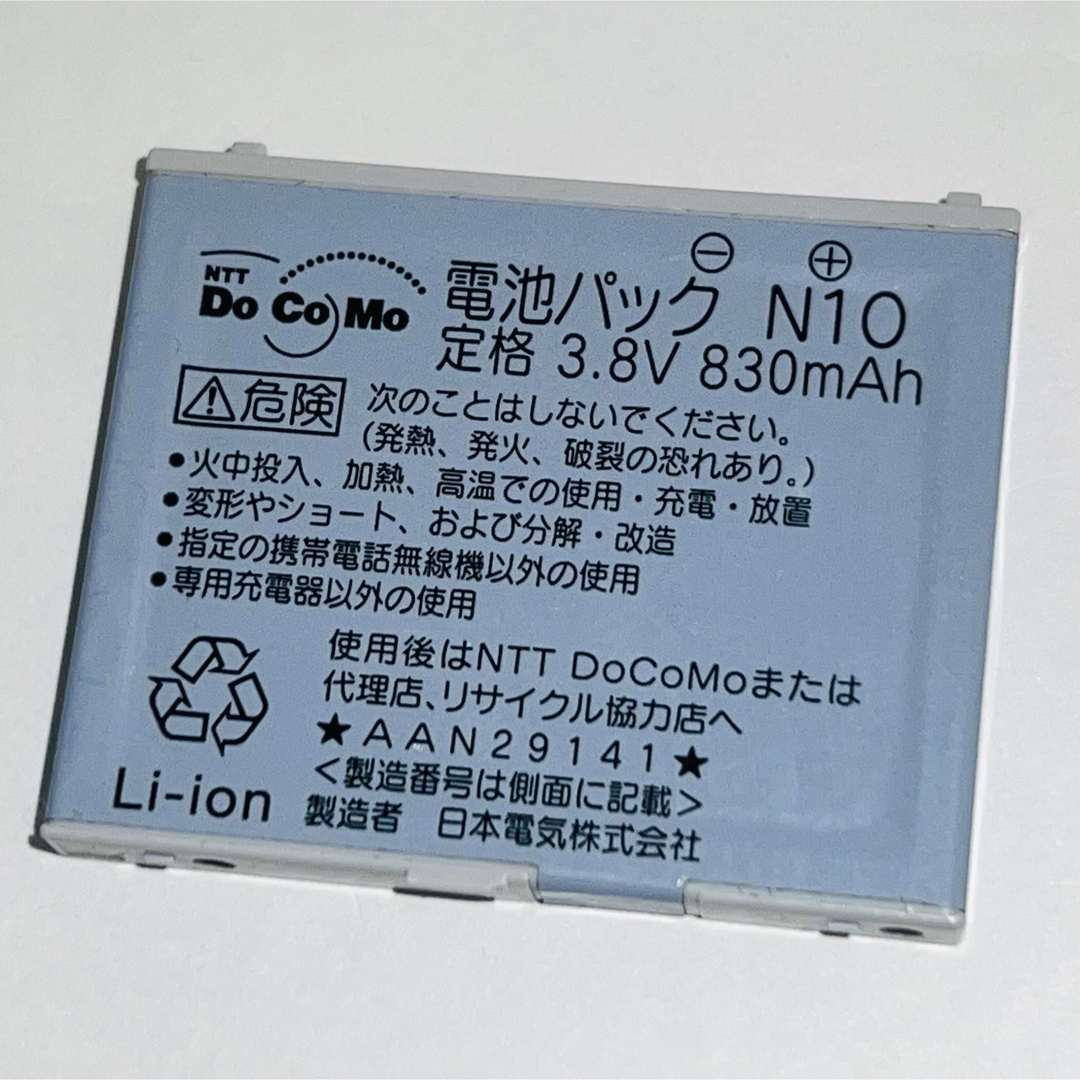 NTT
DoCoMo
電池パック N10
⊖ ⊕
定格 3.8V 830mAh
⚠危険 次のことはしないでください。
(発熱、発火、破裂の恐れあり。)
•火中投入、加熱、高温での使用・充電・放置
•変形やショート、および分解・改造
•指定の携帯電話無線機以外の使用
•専用充電器以外の使用
使用後はNTT DoCoMoまたは
代理店、リサイクル協力店へ
★AAN29141★
<製造番号は側面に記載>
Li-ion
製造者 日本電気株式会社